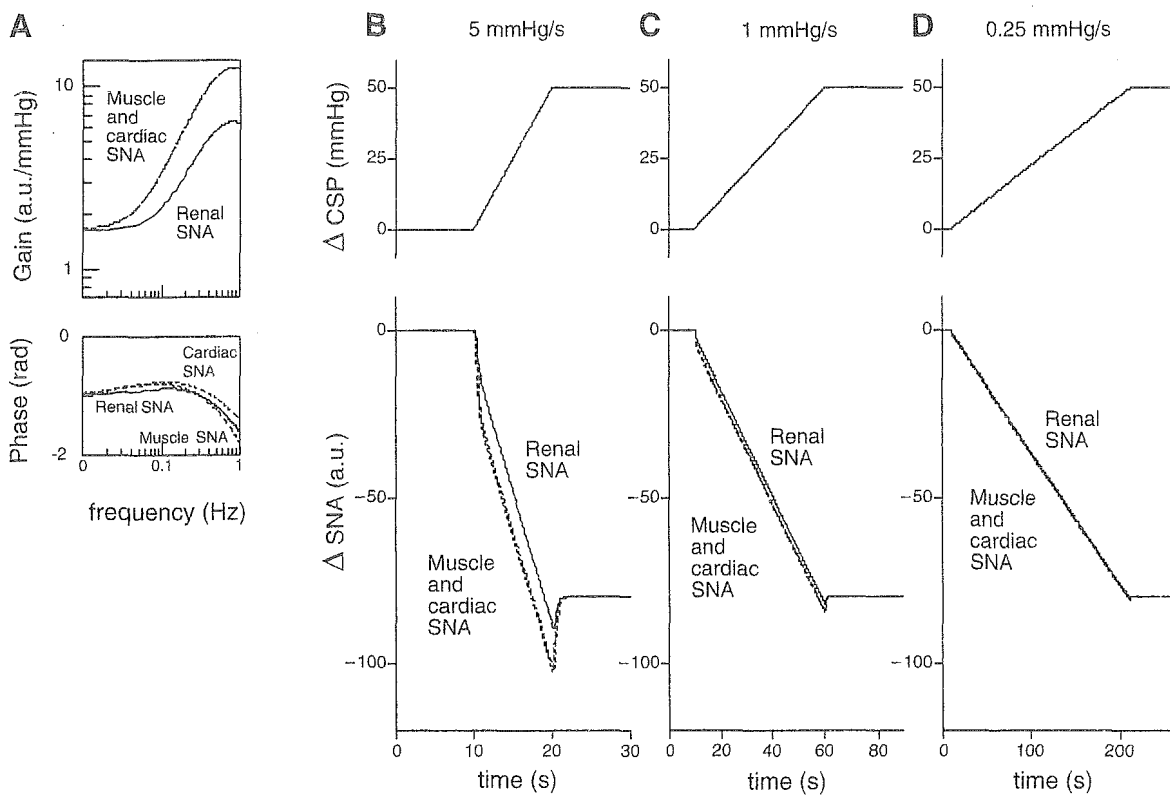 A
B
5 mmHg/s
C
1 mmHg/s
D
0.25 mmHg/s
Gain (a.u./mmHg)
10
1
Muscle
and
cardiac
SNA
Renal
SNA
Phase (rad)
0
-2
Cardiac
SNA
Renal SNA
Muscle SNA
0
0.1
1
frequency (Hz)
Δ CSP (mmHg)
50
25
0
50
25
0
50
25
0
Δ SNA (a.u.)
0
−50
−100
Renal
SNA
Muscle
and
cardiac
SNA
0
10
20
30
time (s)
0
−50
−100
Renal
SNA
Muscle
and
cardiac
SNA
0
20
40
60
80
time (s)
0
−50
−100
Renal
SNA
Muscle
and
cardiac
SNA
0
100
200
time (s)